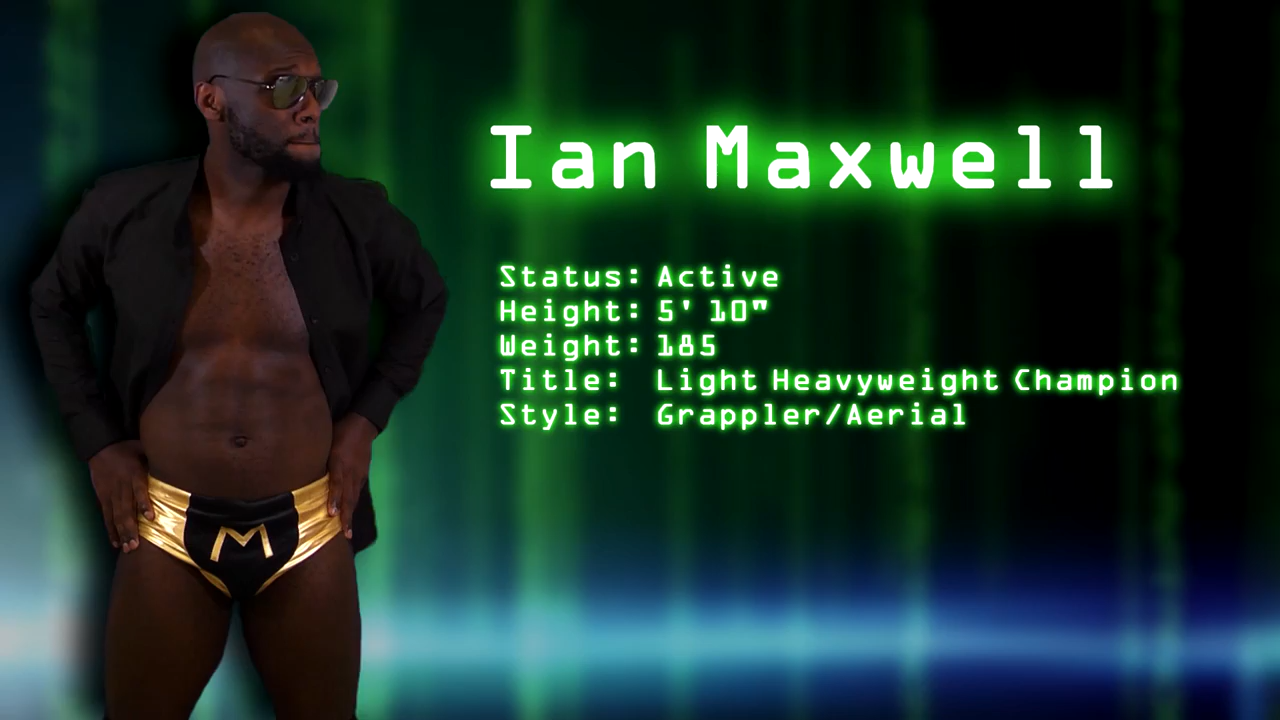 Ian Maxwell
Status: Active
Height: 5' 10"
Weight: 185
Title: Light Heavyweight Champion
Style: Grappler/Aerial
M